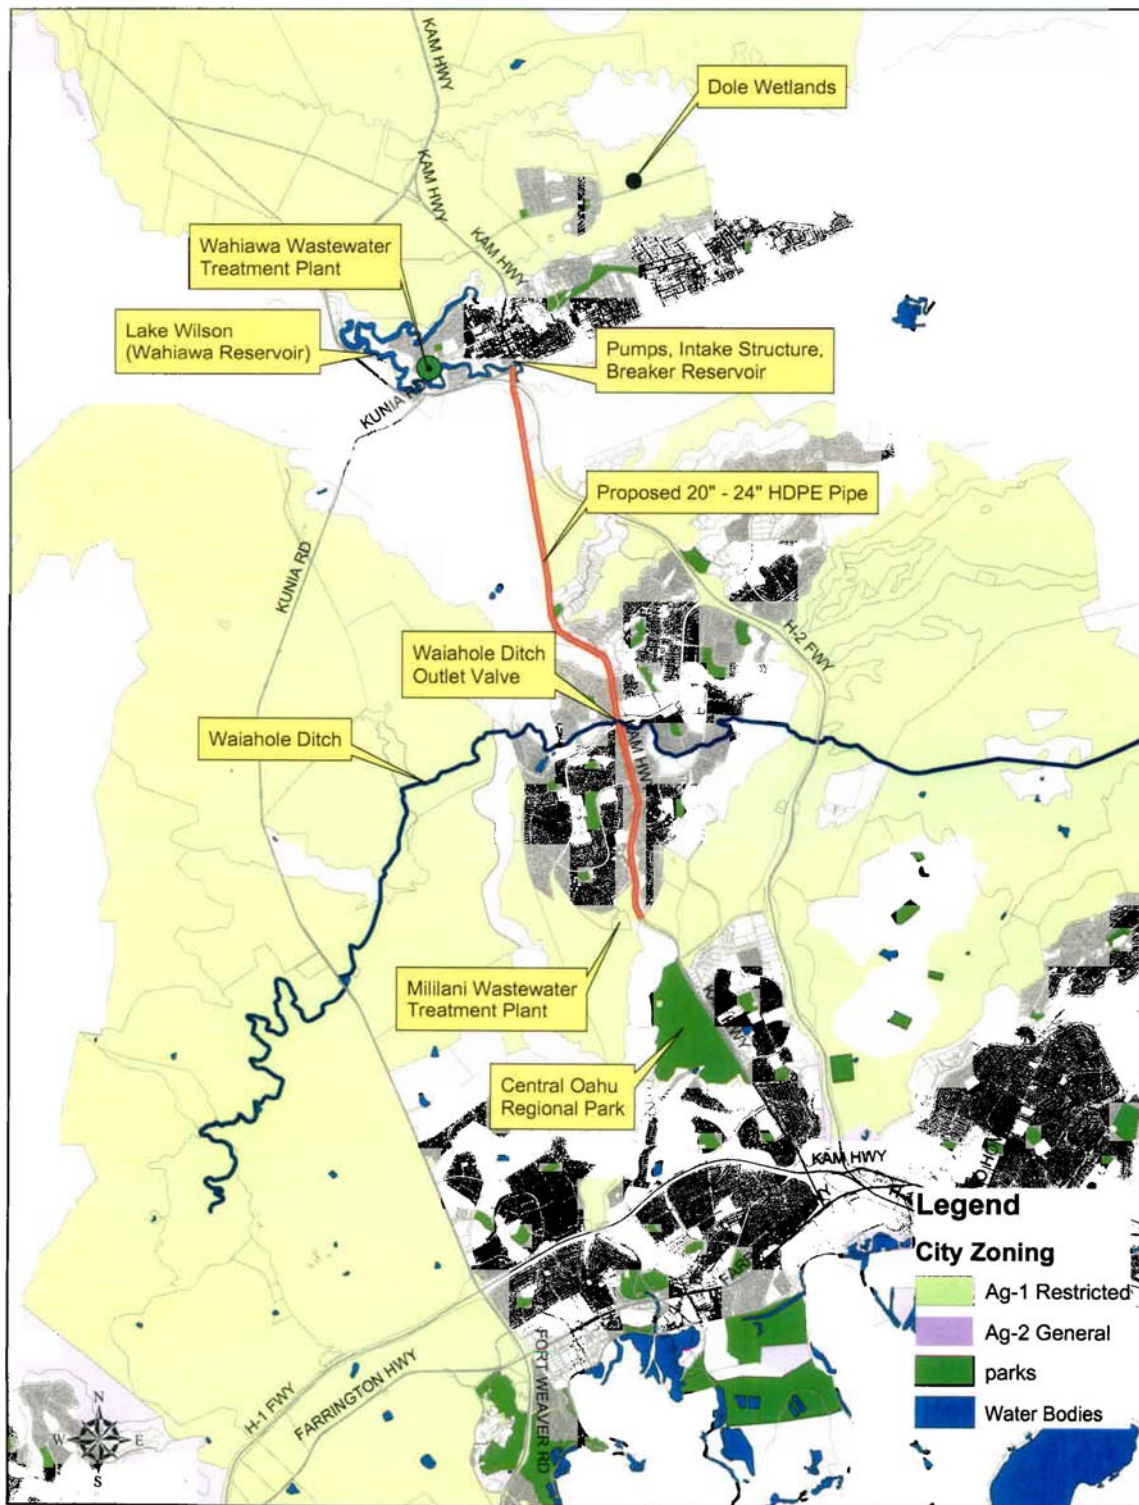 KAM HWY
Dole Wetlands
KAM HWY
Wahiawa Wastewater
Treatment Plant
KAM HWY
Lake Wilson
(Wahiawa Reservoir)
Pumps, Intake Structure,
Breaker Reservoir
KUNIA RD
Proposed 20" - 24" HDPE Pipe
KUNIA RD
H-2 FWY
Waiahole Ditch
Outlet Valve
Waiahole Ditch
KAM HWY
Mililani Wastewater
Treatment Plant
Central Oahu
Regional Park
KAM HWY
Legend
City Zoning
Ag-1 Restricted
Ag-2 General
parks
Water Bodies
FORT WEAVER RD
H-1 FWY
FARRINGTON HWY
N
W
E
S